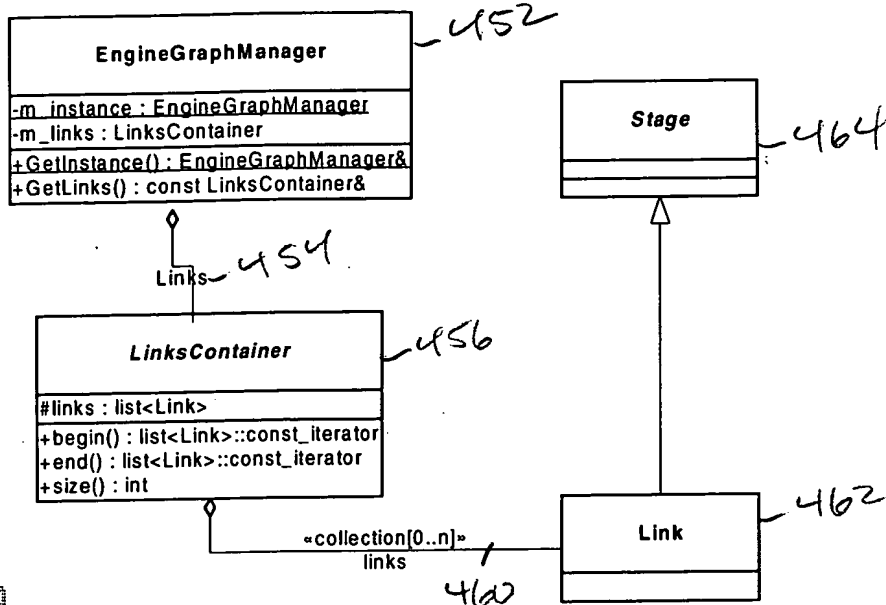 EngineGraphManager
452
-m_instance : EngineGraphManager
-m_links : LinksContainer
+GetInstance() : EngineGraphManager&
+GetLinks() : const LinksContainer&
Stage
464
Links
454
LinksContainer
456
#links : list<Link>
+begin() : list<Link>::const_iterator
+end() : list<Link>::const_iterator
+size() : int
«collection[0..n]»
links
460
Link
462